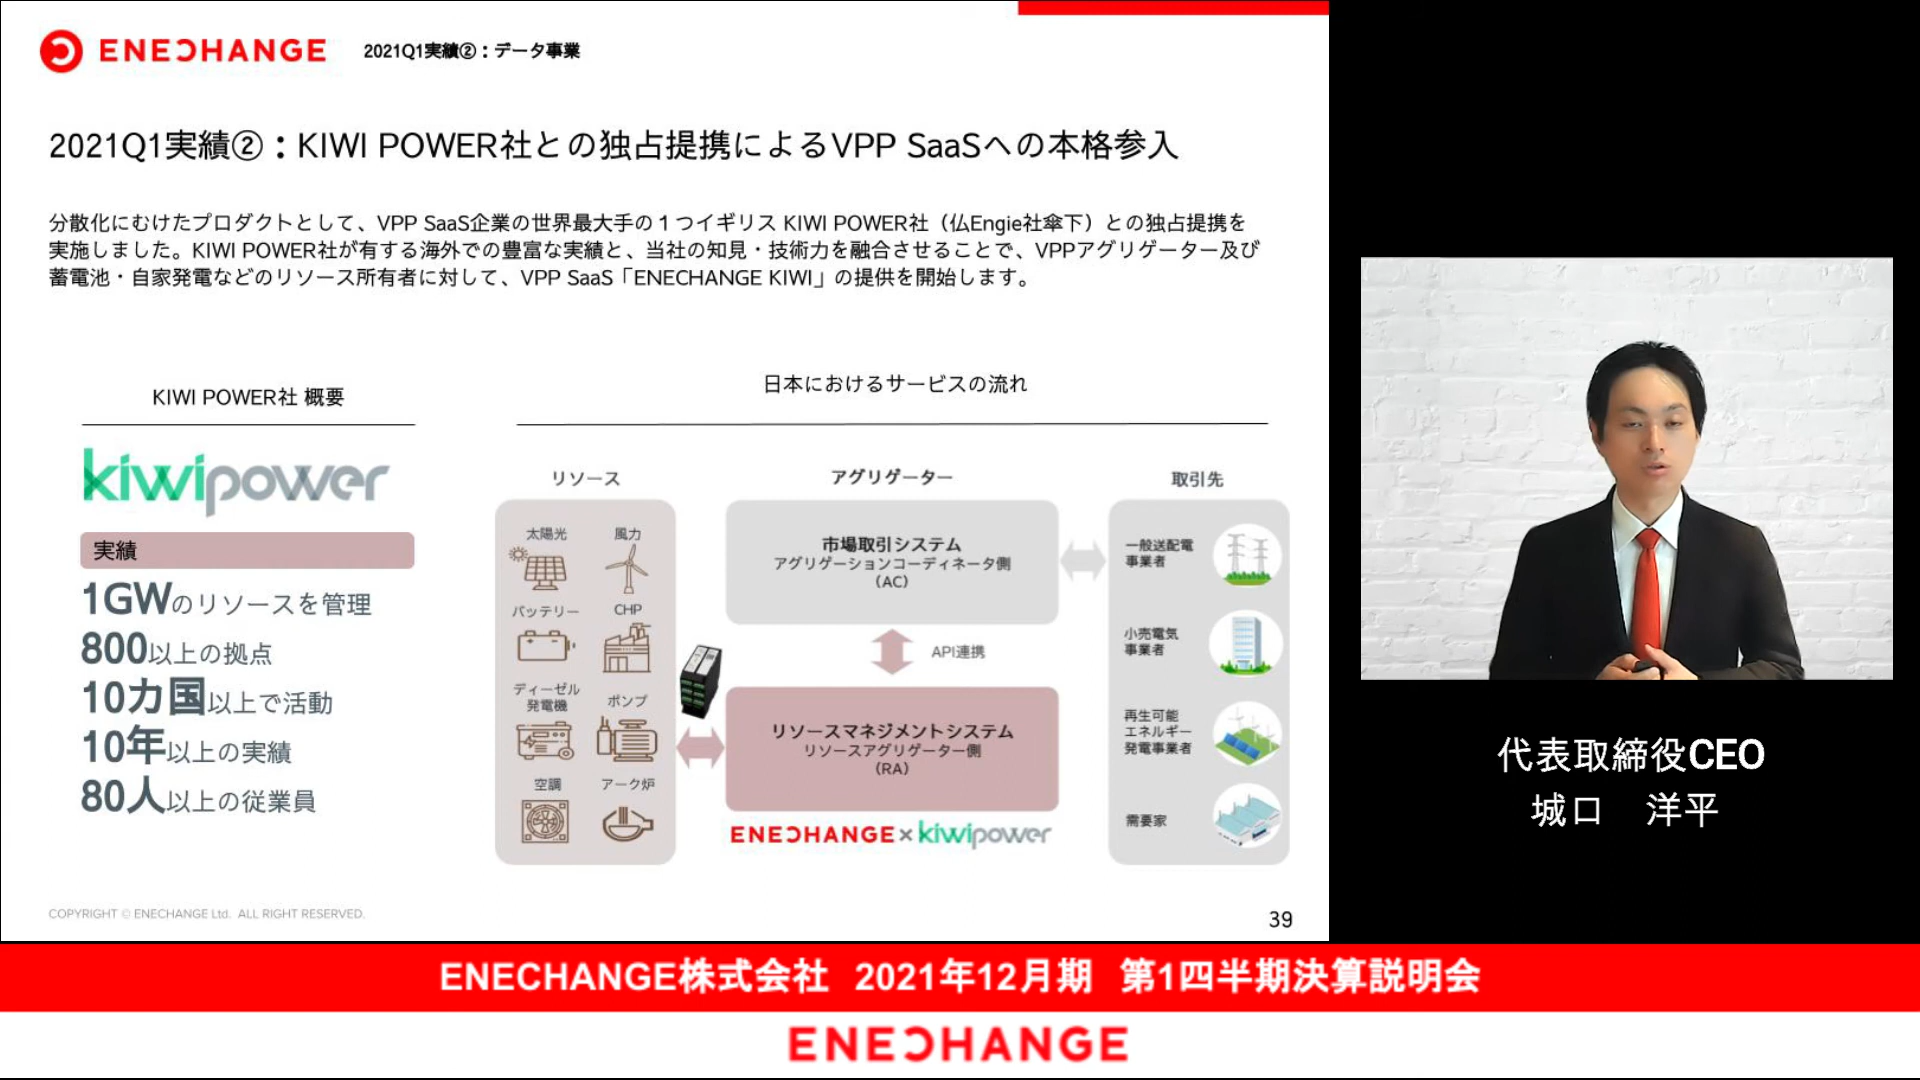 ENECHANGE
2021Q1実績②：データ事業
2021Q1実績②：KIWI POWER社との独占提携によるVPP SaaSへの本格参入
分散化にむけたプロダクトとして、VPP SaaS企業の世界最大手の１つイギリス KIWI POWER社（仏Engie社傘下）との独占提携を
実施しました。KIWI POWER社が有する海外での豊富な実績と、当社の知見・技術力を融合させることで、VPPアグリゲーター及び
蓄電池・自家発電などのリソース所有者に対して、VPP SaaS「ENECHANGE KIWI」の提供を開始します。
KIWI POWER社 概要
kiwipower
実績
1GWのリソースを管理
800以上の拠点
10カ国以上で活動
10年以上の実績
80人以上の従業員
日本におけるサービスの流れ
リソース
太陽光
風力
バッテリー
CHP
ディーゼル
発電機
ポンプ
空調
アーク炉
アグリゲーター
市場取引システム
アグリゲーションコーディネータ側
（AC）
API連携
リソースマネジメントシステム
リソースアグリゲーター側
（RA）
ENECHANGE×kiwipower
取引先
一般送配電
事業者
小売電気
事業者
再生可能
エネルギー
発電事業者
需要家
COPYRIGHT © ENECHANGE Ltd. ALL RIGHT RESERVED.
39
代表取締役CEO
城口　洋平
ENECHANGE株式会社 2021年12月期 第1四半期決算説明会
ENECHANGE